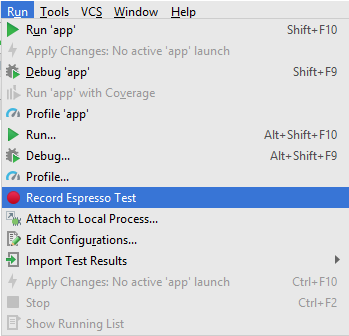 Run Tools VCS Window Help
Run 'app' Shift+F10
Apply Changes: No active 'app' launch
Debug 'app' Shift+F9
Run 'app' with Coverage
Profile 'app'
Run... Alt+Shift+F10
Debug... Alt+Shift+F9
Profile...
Record Espresso Test
Attach to Local Process...
Edit Configurations...
Import Test Results
Apply Changes: No active 'app' launch Ctrl+F10
Stop Ctrl+F2
Show Running List